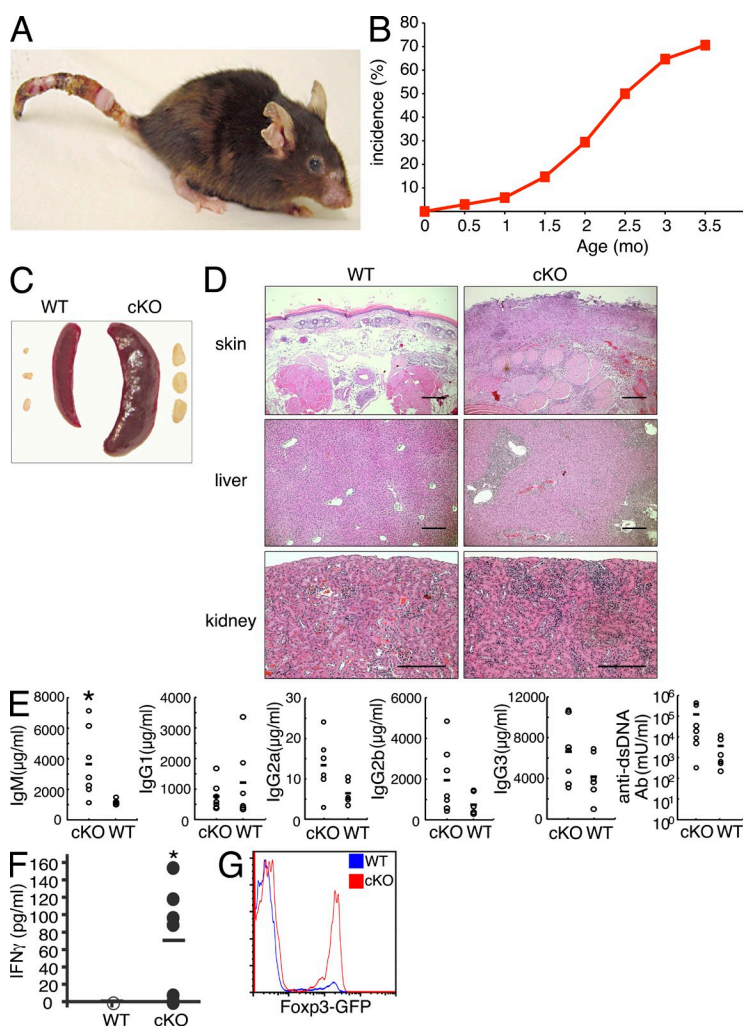 A
B
incidence (%)
80
70
60
50
40
30
20
10
0 0.5 1 1.5 2 2.5 3 3.5
Age (mo)
C
WT cKO
D
WT cKO
skin
liver
kidney
E
IgM(μg/ml)
8000
6000
4000
2000
0
*
cKO WT
IgG1(μg/ml)
4000
3000
2000
1000
0
cKO WT
IgG2a(μg/ml)
30
20
10
0
cKO WT
IgG2b(μg/ml)
6000
4000
2000
0
cKO WT
IgG3(μg/ml)
12000
8000
4000
0
cKO WT
anti-dsDNA
Ab(mU/ml)
10⁶
10⁵
10⁴
10³
10²
10¹
10⁰
cKO WT
F
IFNγ (pg/ml)
160
140
120
100
80
60
40
20
0
*
WT cKO
G
WT
cKO
Foxp3-GFP